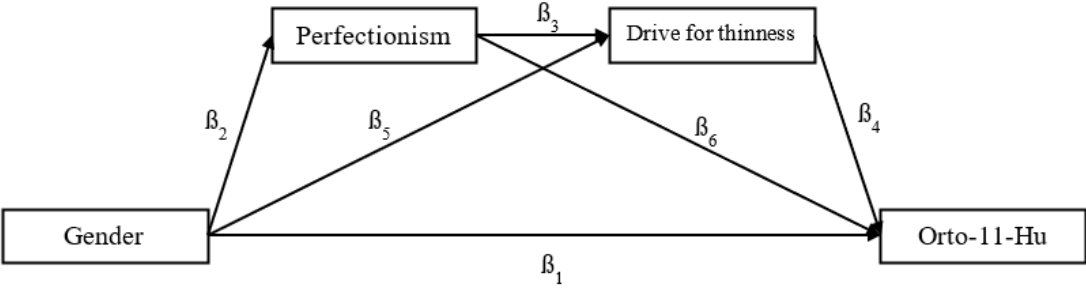 ß3
Perfectionism
Drive for thinness
ß2
ß5
ß6
ß4
Gender
Orto-11-Hu
ß1